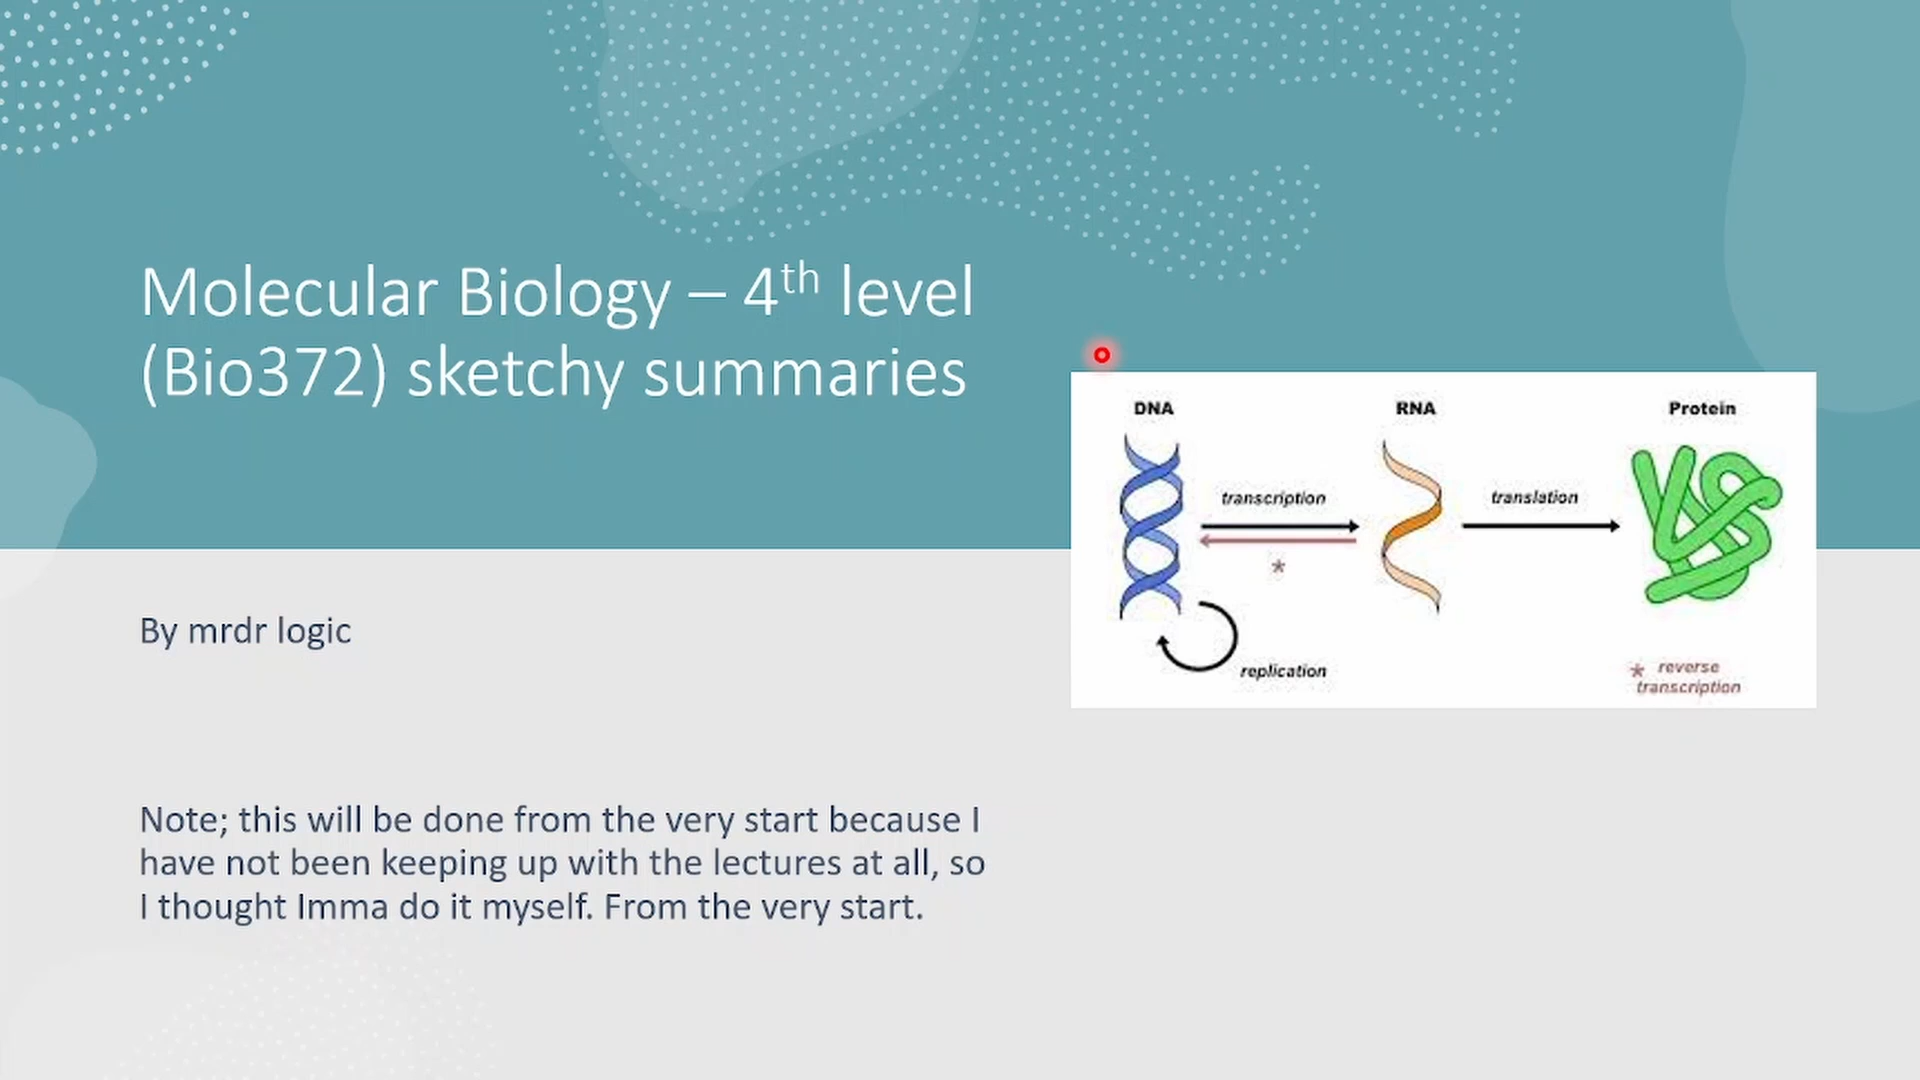 Molecular Biology – 4th level
(Bio372) sketchy summaries
DNA
RNA
Protein
transcription
translation
*
replication
* reverse
transcription
By mrdr logic
Note; this will be done from the very start because I
have not been keeping up with the lectures at all, so
I thought Imma do it myself. From the very start.